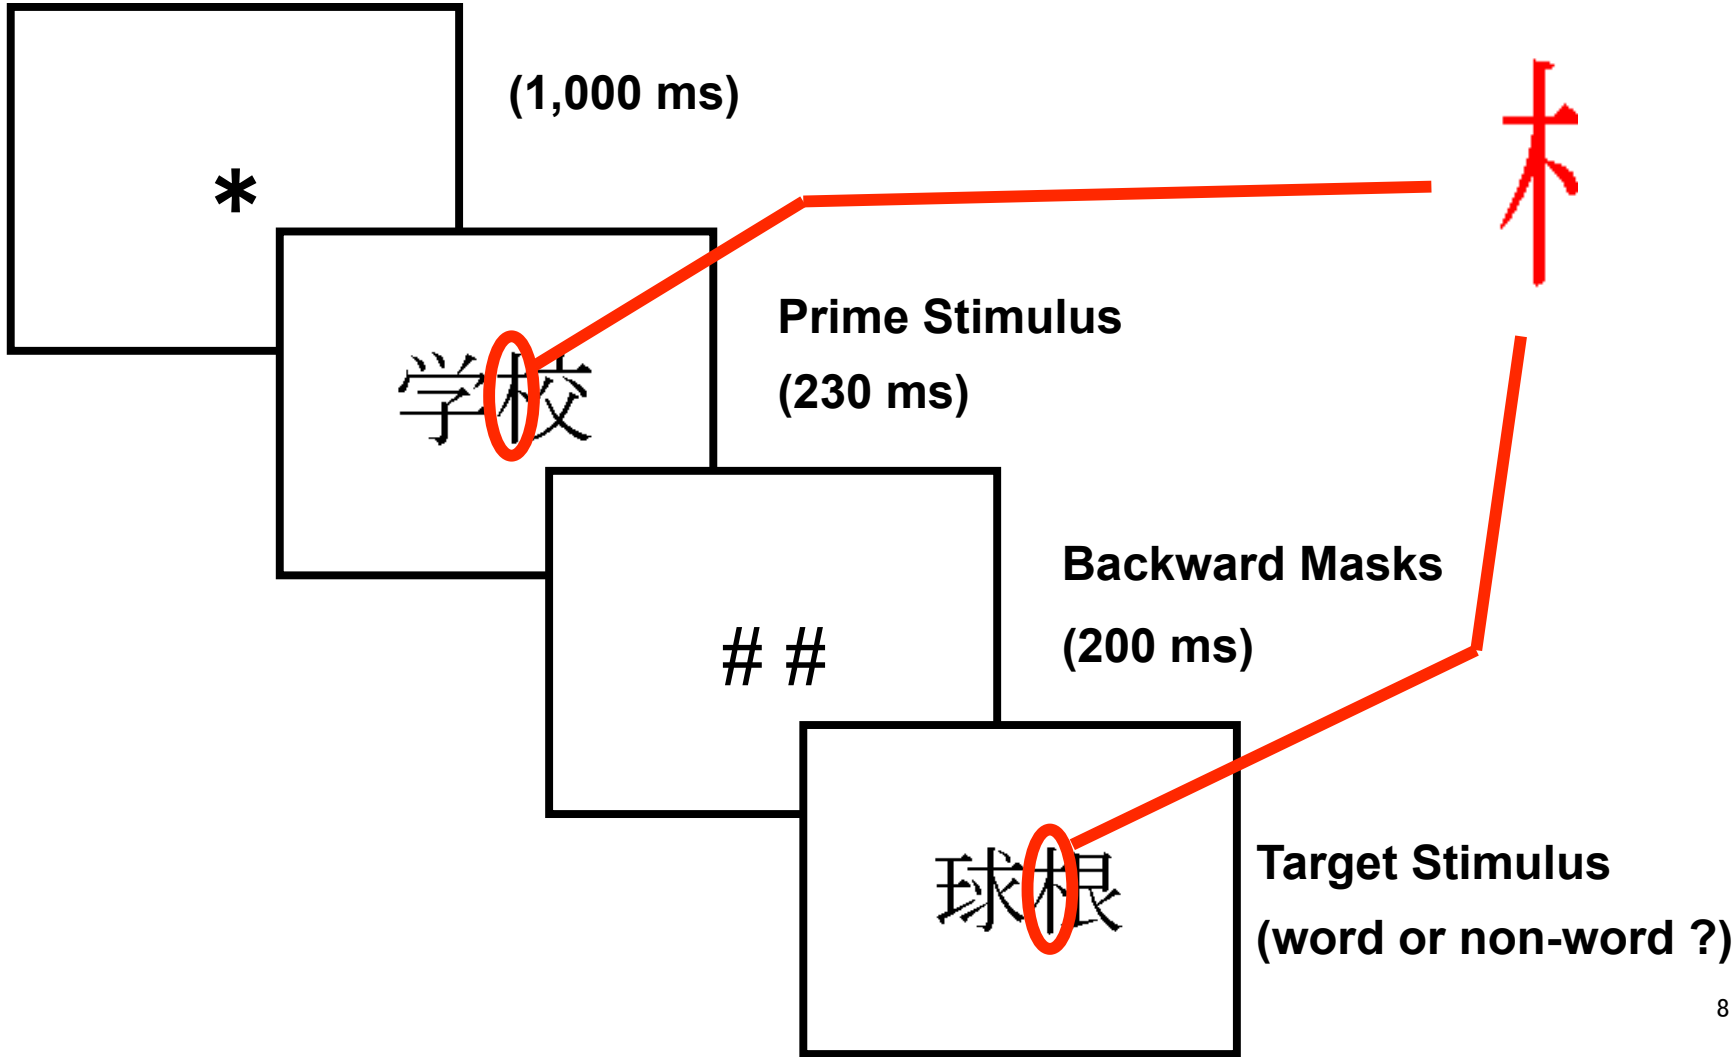 (1,000 ms)
*
Prime Stimulus
(230 ms)
学校
Backward Masks
(200 ms)
# #
Target Stimulus
(word or non-word ?)
球根
木
8